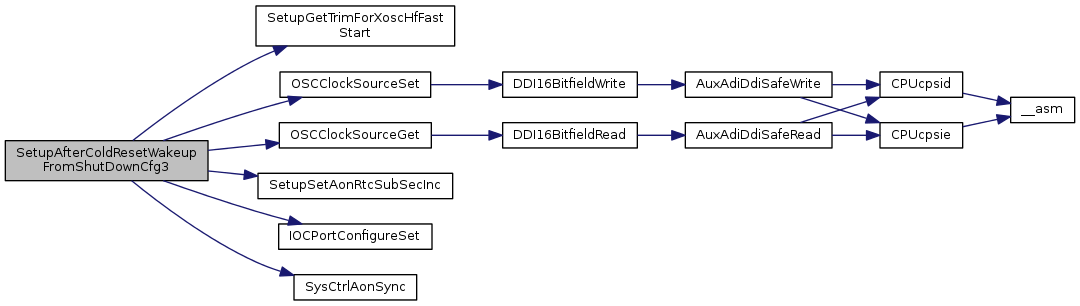 SetupGetTrimForXoscHfFast
Start
OSCClockSourceSet
DDI16BitfieldWrite
AuxAdiDdiSafeWrite
CPUcpsid
__asm
OSCClockSourceGet
DDI16BitfieldRead
AuxAdiDdiSafeRead
CPUcpsie
SetupAfterColdResetWakeup
FromShutDownCfg3
SetupSetAonRtcSubSecInc
IOCPortConfigureSet
SysCtrlAonSync